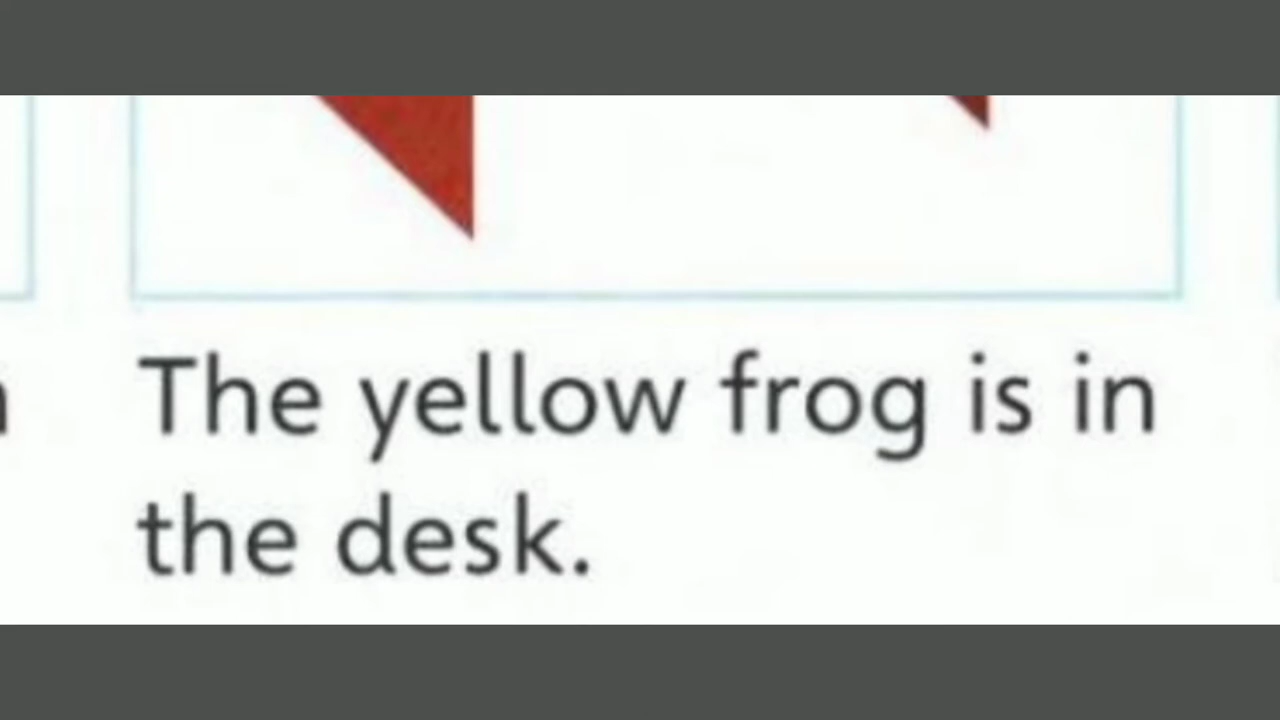 The yellow frog is in
the desk.